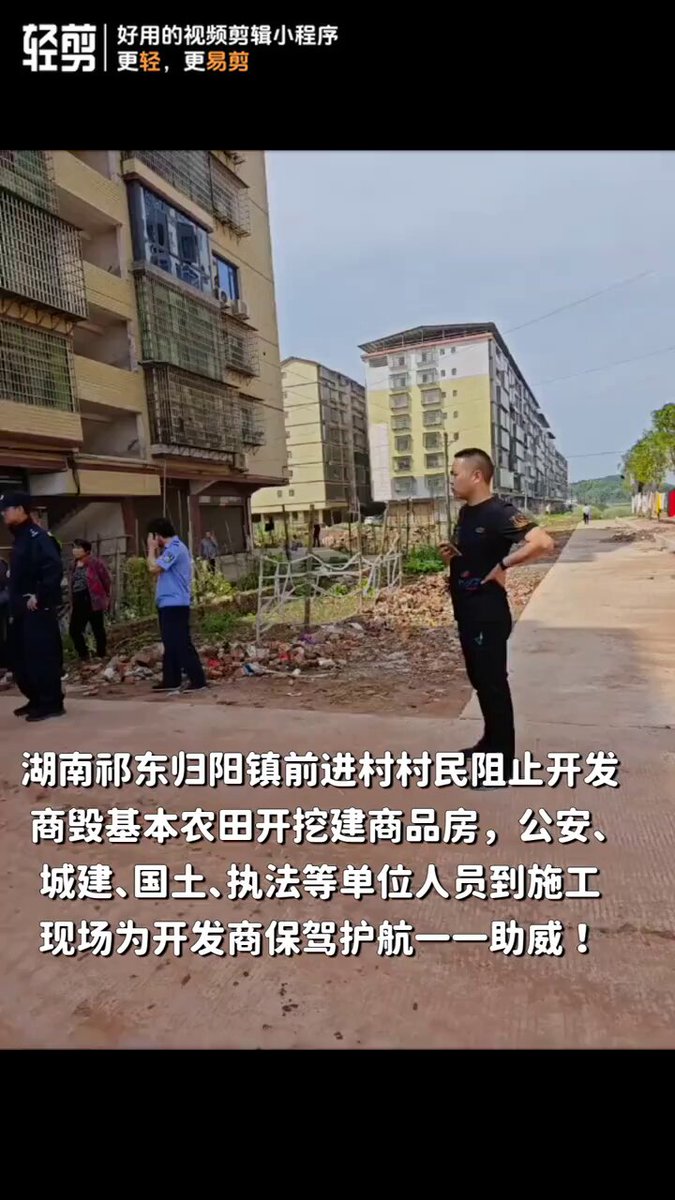 轻剪
好用的视频剪辑小程序
更轻，更易剪
湖南祁东归阳镇前进村村民阻止开发
商毁基本农田开挖建商品房，公安、
城建、国土、执法等单位人员到施工
现场为开发商保驾护航一一助威！